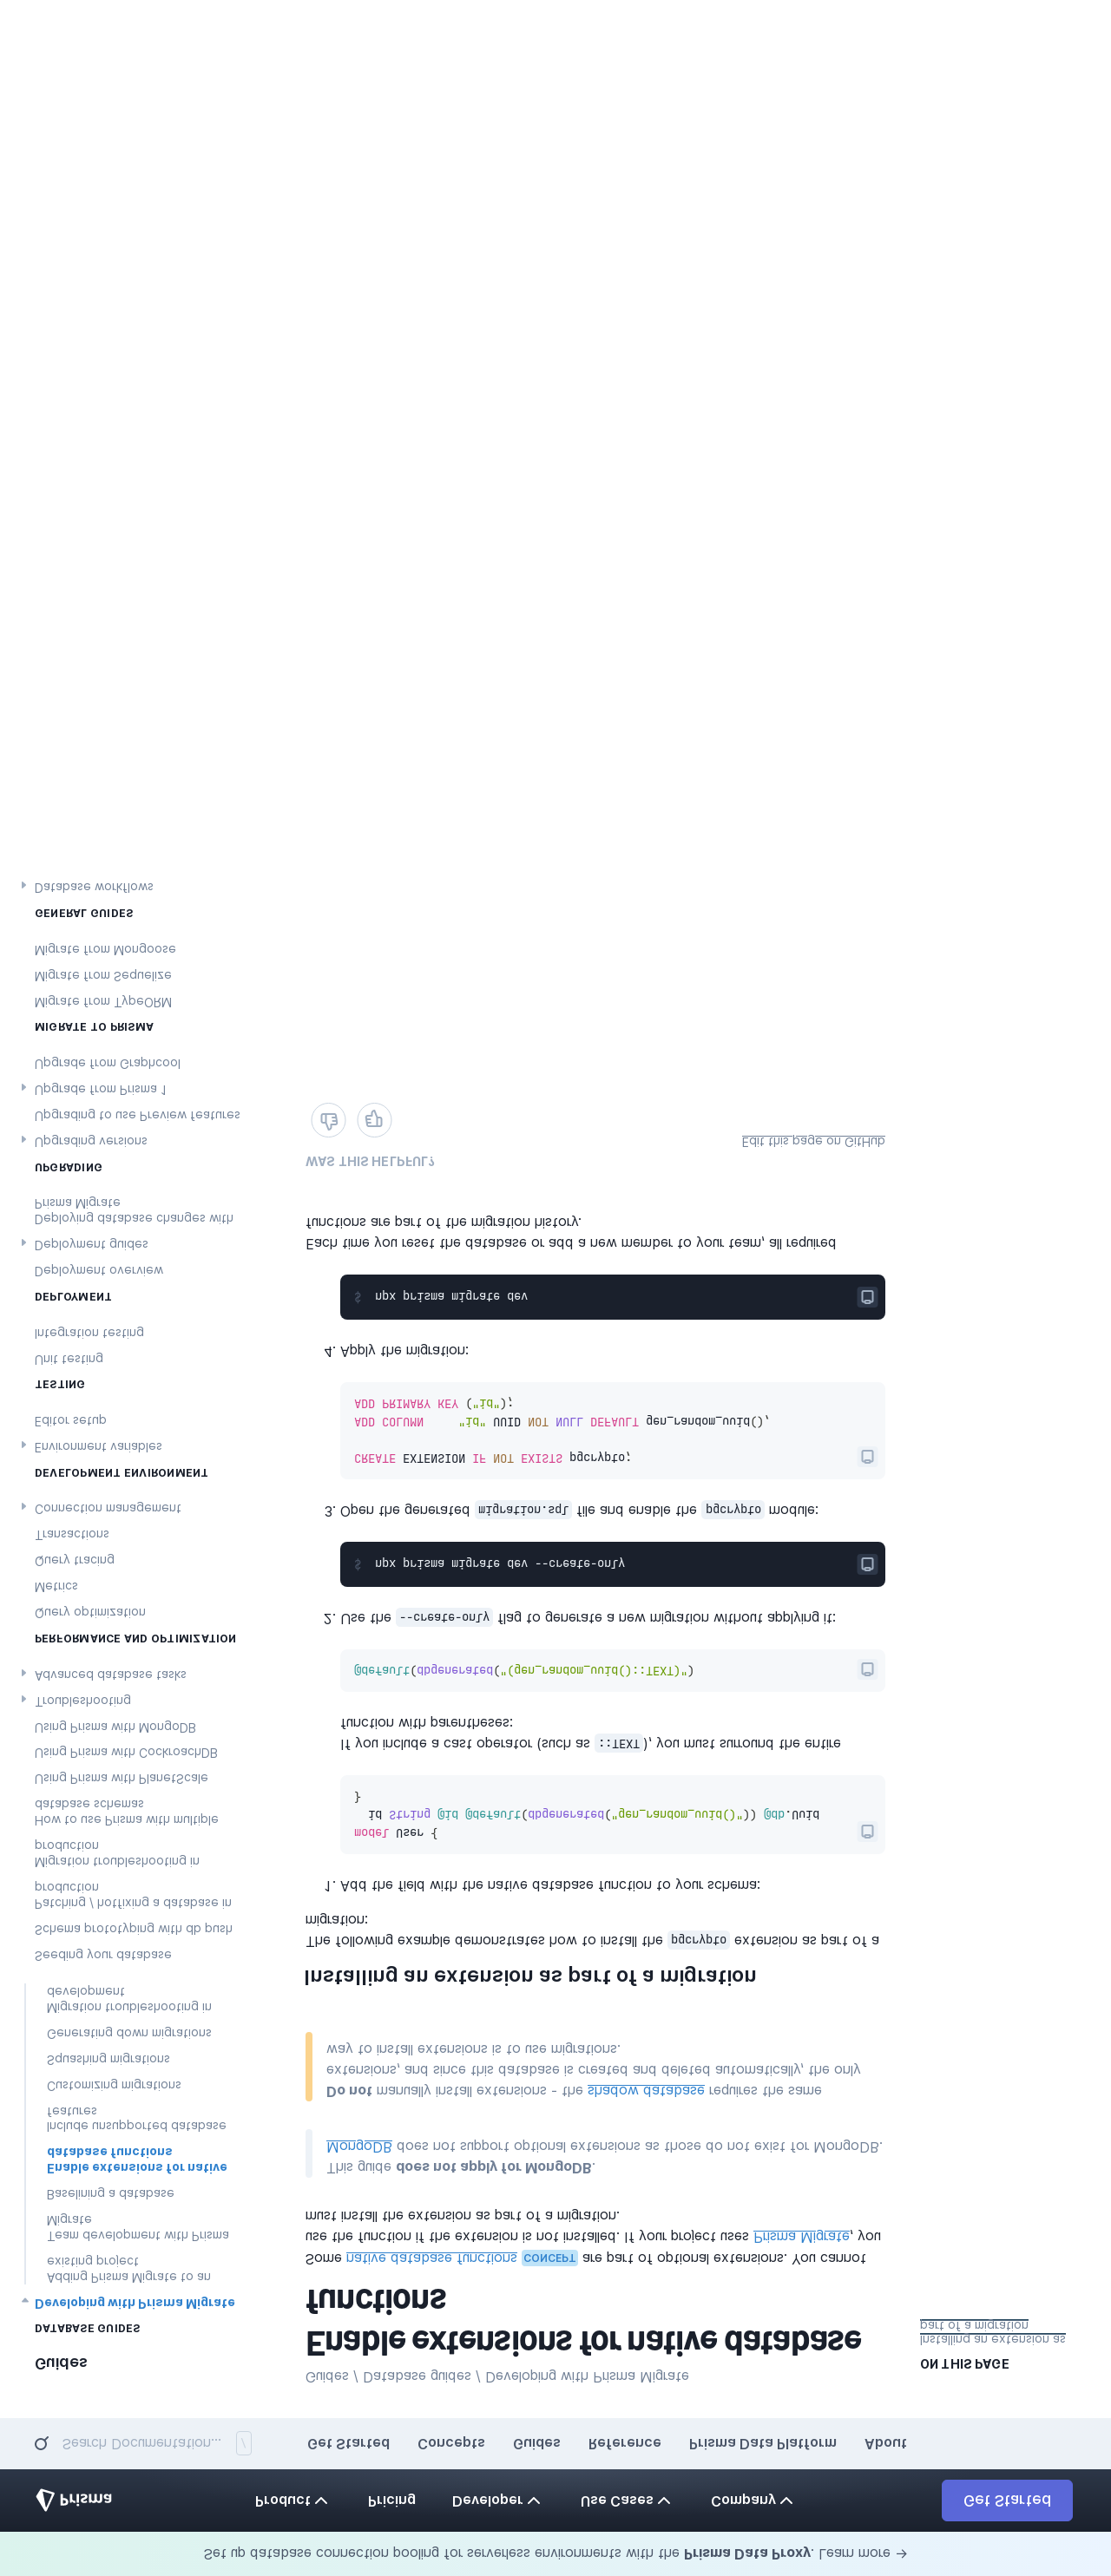 Set up database connection pooling for serverless environments with the Prisma Data Proxy. Learn more →
Prisma
Product
Pricing
Developer
Use Cases
Company
Get Started
Search Documentation...
/
Get Started
Concepts
Guides
Reference
Prisma Data Platform
About
Guides
DATABASE GUIDES
Developing with Prisma Migrate
Adding Prisma Migrate to an
existing project
Team development with Prisma
Migrate
Baselining a database
Enable extensions for native
database functions
Include unsupported database
features
Customizing migrations
Squashing migrations
Generating down migrations
Migration troubleshooting in
development
Seeding your database
Schema prototyping with db push
Patching / hotfixing a database in
production
Migration troubleshooting in
production
How to use Prisma with multiple
database schemas
Using Prisma with PlanetScale
Using Prisma with CockroachDB
Using Prisma with MongoDB
Troubleshooting
Advanced database tasks
PERFORMANCE AND OPTIMIZATION
Query optimization
Metrics
Query tracing
Transactions
Connection management
DEVELOPMENT ENVIRONMENT
Environment variables
Editor setup
TESTING
Unit testing
Integration testing
DEPLOYMENT
Deployment overview
Deployment guides
Deploying database changes with
Prisma Migrate
UPGRADING
Upgrading versions
Upgrading to use Preview features
Upgrade from Prisma 1
Upgrade from Graphcool
MIGRATE TO PRISMA
Migrate from TypeORM
Migrate from Sequelize
Migrate from Mongoose
GENERAL GUIDES
Database workflows
Guides / Database guides / Developing with Prisma Migrate
Enable extensions for native database
functions
Some native database functions CONCEPT are part of optional extensions. You cannot
use the function if the extension is not installed. If your project uses Prisma Migrate, you
must install the extension as part of a migration.
This guide does not apply for MongoDB.
MongoDB does not support optional extensions as those do not exist for MongoDB.
Do not manually install extensions - the shadow database requires the same
extensions, and since this database is created and deleted automatically, the only
way to install extensions is to use migrations.
Installing an extension as part of a migration
The following example demonstrates how to install the pgcrypto extension as part of a
migration:
1. Add the field with the native database function to your schema:
model User {
  id String @id @default(dbgenerated("gen_random_uuid()")) @db.Uuid
}
If you include a cast operator (such as ::TEXT), you must surround the entire
function with parentheses:
@default(dbgenerated("(gen_random_uuid()::TEXT)")
2. Use the --create-only flag to generate a new migration without applying it:
$ npx prisma migrate dev --create-only
3. Open the generated migration.sql file and enable the pgcrypto module:
CREATE EXTENSION IF NOT EXISTS pgcrypto;
ADD COLUMN     "id" UUID NOT NULL DEFAULT gen_random_uuid(),
ADD PRIMARY KEY ("id");
4. Apply the migration:
$ npx prisma migrate dev
Each time you reset the database or add a new member to your team, all required
functions are part of the migration history.
WAS THIS HELPFUL?
Edit this page on GitHub
ON THIS PAGE
Installing an extension as
part of a migration